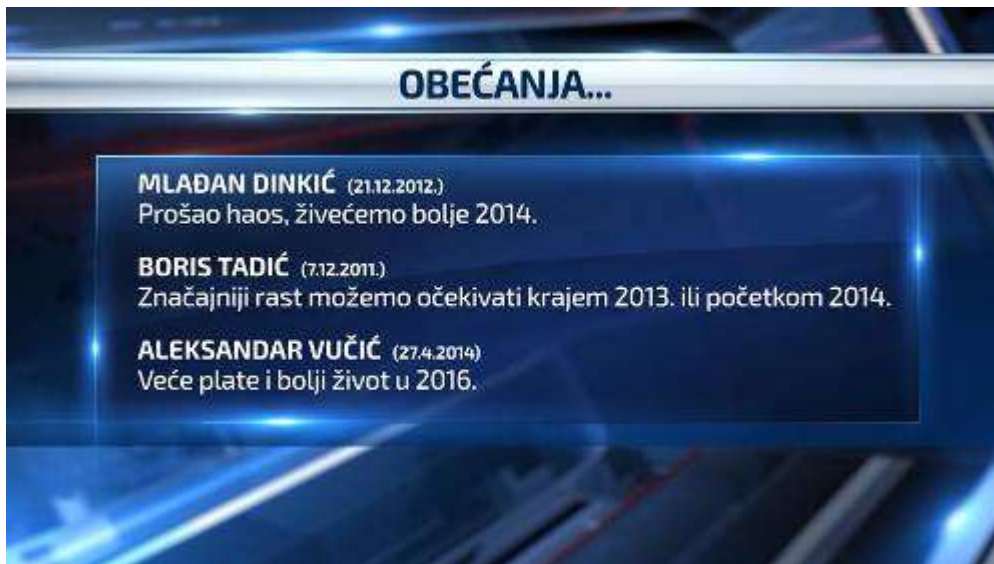 OBEĆANJA...
MLAĐAN DINKIĆ (21.12.2012.)
Prošao haos, živećemo bolje 2014.
BORIS TADIĆ (7.12.2011.)
Značajniji rast možemo očekivati krajem 2013. ili početkom 2014.
ALEKSANDAR VUČIĆ (27.4.2014)
Veće plate i bolji život u 2016.